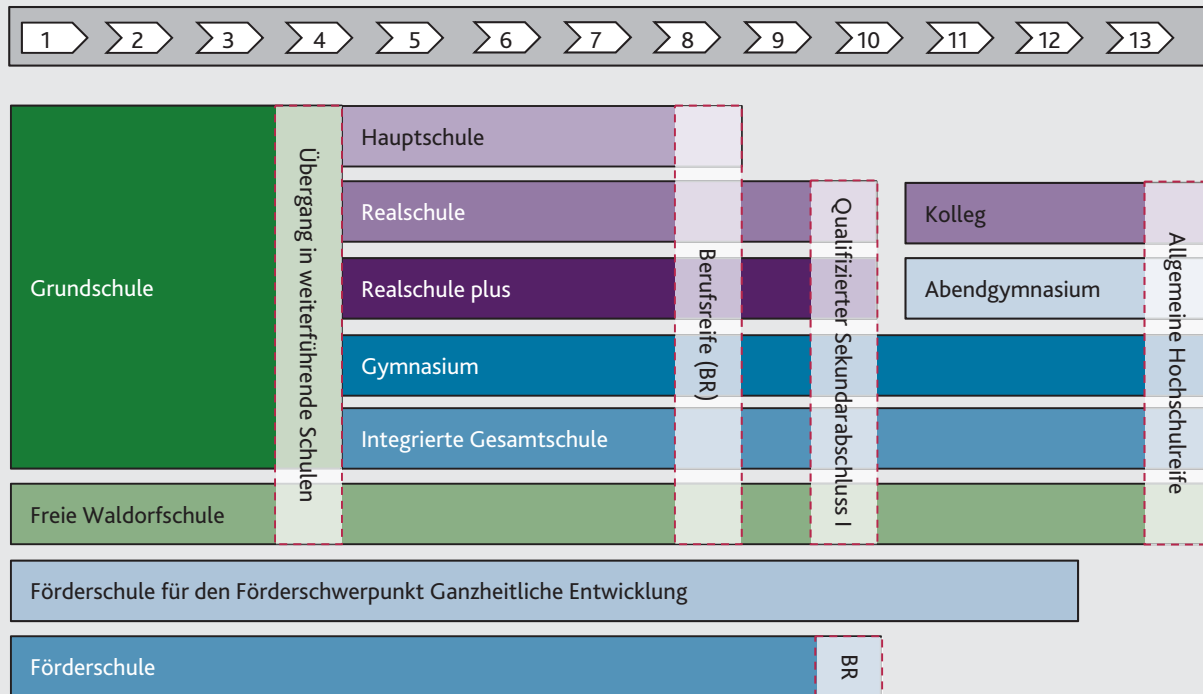 1 2 3 4 5 6 7 8 9 10 11 12 13
Hauptschule
Realschule
Kolleg
Grundschule
Realschule plus
Abendgymnasium
Gymnasium
Integrierte Gesamtschule
Übergang in weiterführende Schulen
Berufsreife (BR)
Qualifizierter Sekundarabschluss I
Allgemeine Hochschulreife
Freie Waldorfschule
Förderschule für den Förderschwerpunkt Ganzheitliche Entwicklung
Förderschule
BR